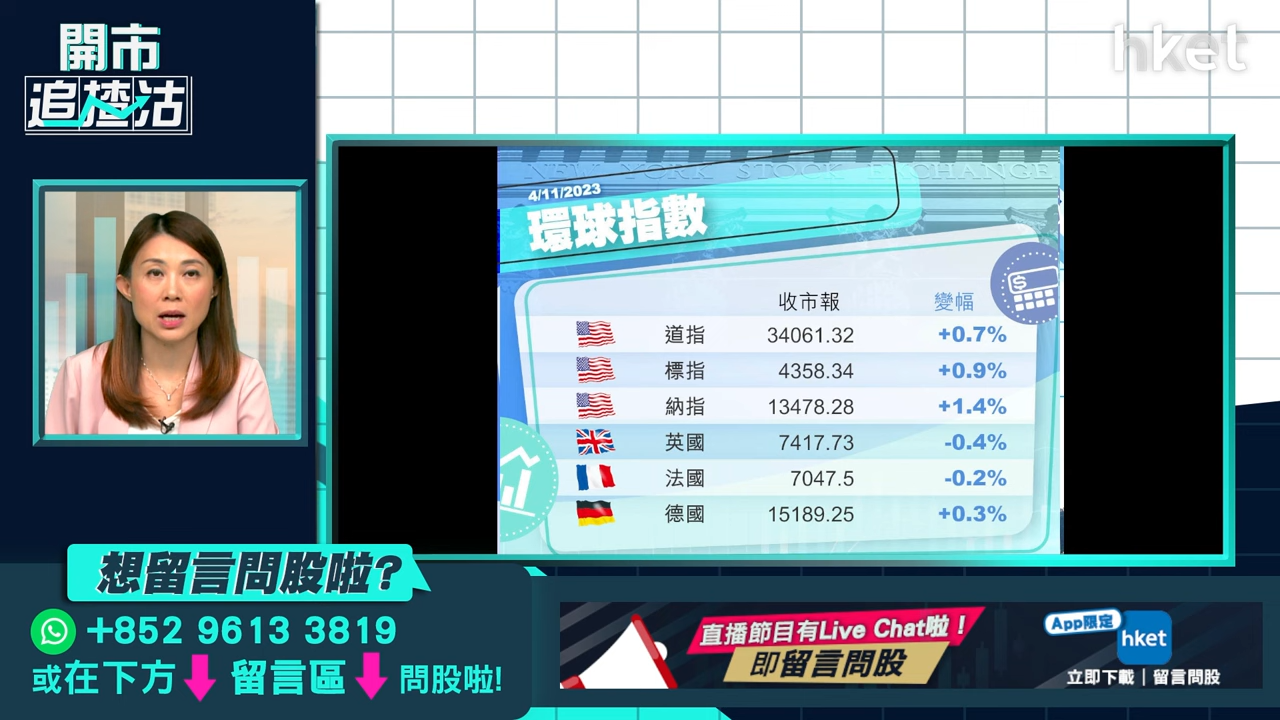 開市
追揸沽
hket
NEW YORK STOCK EXCHANGE
4/11/2023
環球指數
收市報 變幅
道指 34061.32 +0.7%
標指 4358.34 +0.9%
納指 13478.28 +1.4%
英國 7417.73 -0.4%
法國 7047.5 -0.2%
德國 15189.25 +0.3%
想留言問股啦?
+852 9613 3819
或在下方 留言區 問股啦!
直播節目有Live Chat啦!
即留言問股
App限定
hket
立即下載|留言問股